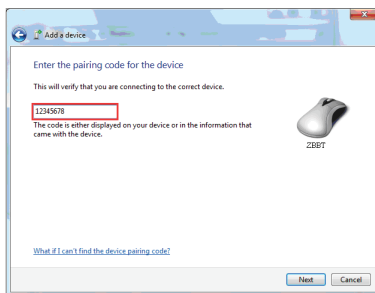 Add a device
Enter the pairing code for the device
This will verify that you are connecting to the correct device.
12345678
The code is either displayed on your device or in the information that
came with the device.
ZBBT
What if I can't find the device pairing code?
Next
Cancel